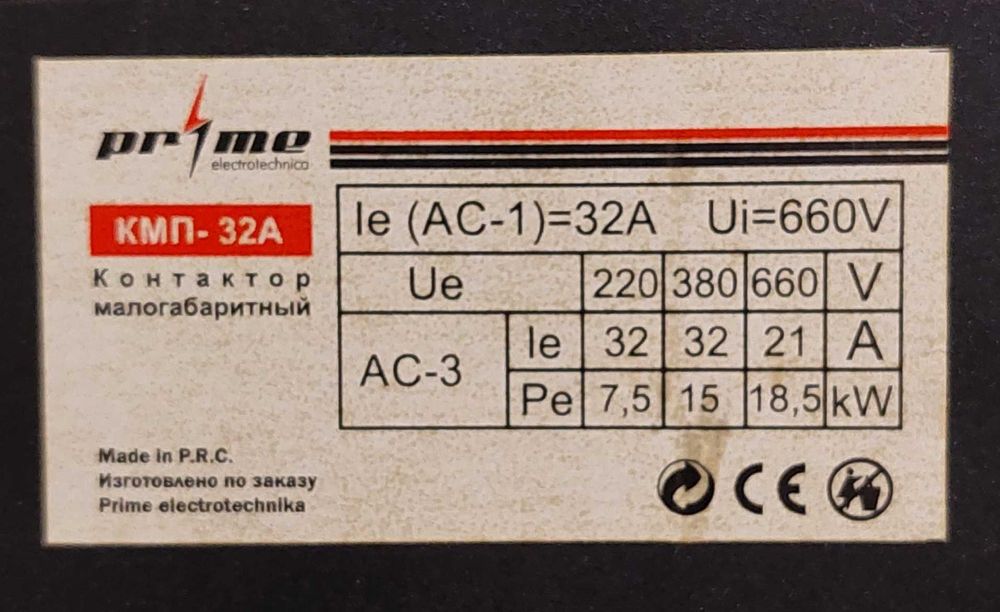 prime
electrotechnica
КМП- 32А
Контактор
малогабаритный
Ie (AC-1)=32A Ui=660V
Ue 220 380 660 V
AC-3 Ie 32 32 21 A
Pe 7,5 15 18,5 kW
Made in P.R.C.
Изготовлено по заказу
Prime electrotechnika
CE